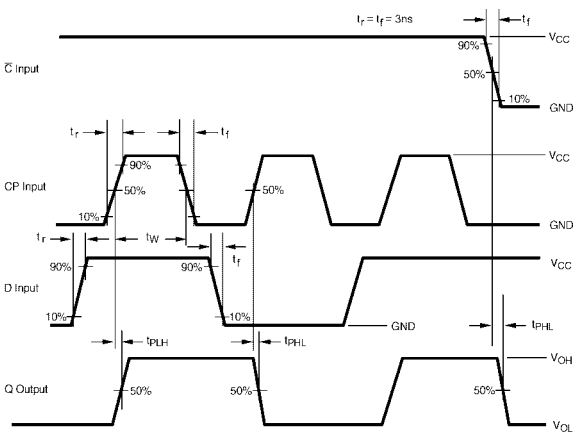 tr = tf = 3ns
tf
VCC
90%
C̅ Input
50%
10%
GND
tr
tf
VCC
90%
CP Input
50%
50%
10%
GND
tr
tW
tf
VCC
90%
90%
D Input
10%
10%
GND
tPLH
tPHL
tPHL
VOH
Q Output
50%
50%
50%
VOL